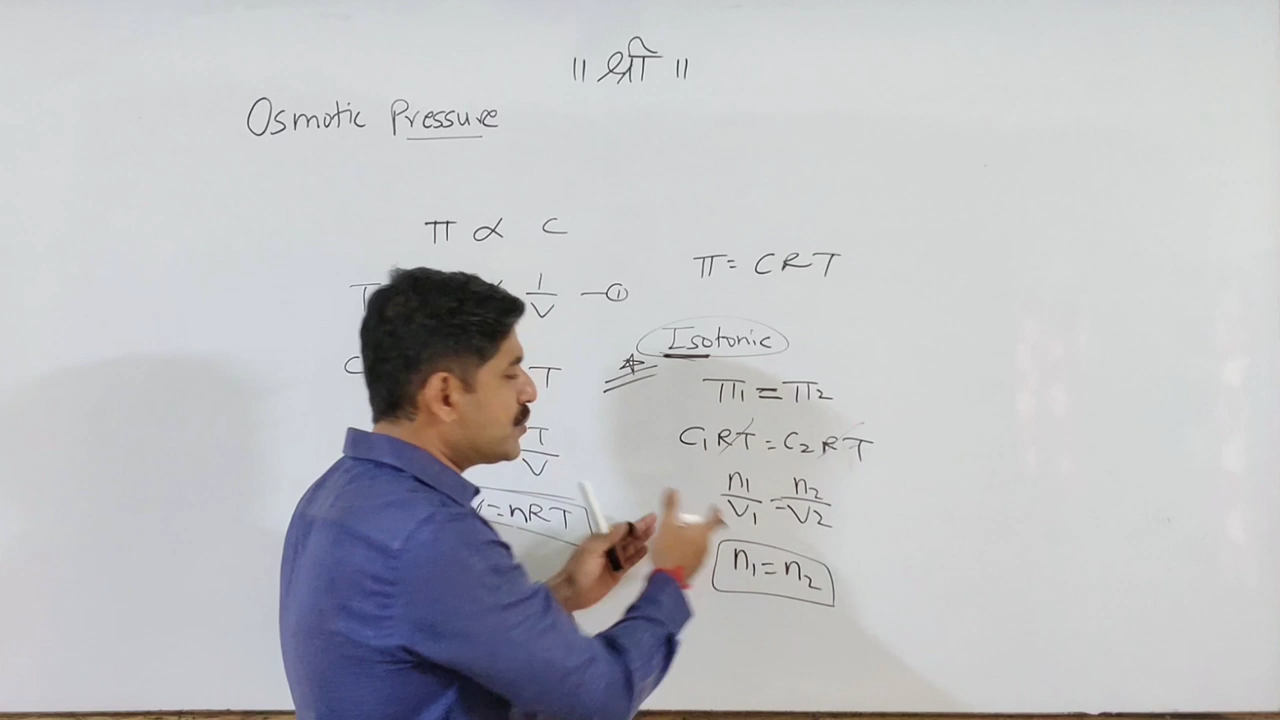 ॥ श्री ॥
Osmotic Pressure
π ∝ C
1/V —①
T
T/V
=nRT
π= CRT
Isotonic
π1 = π2
C1RT = C2RT
n1/V1 = n2/V2
n1=n2